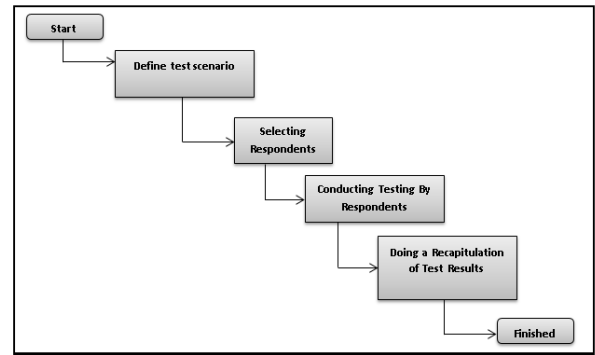 Start
Define test scenario
Selecting
Respondents
Conducting Testing By
Respondents
Doing a Recapitulation
of Test Results
Finished